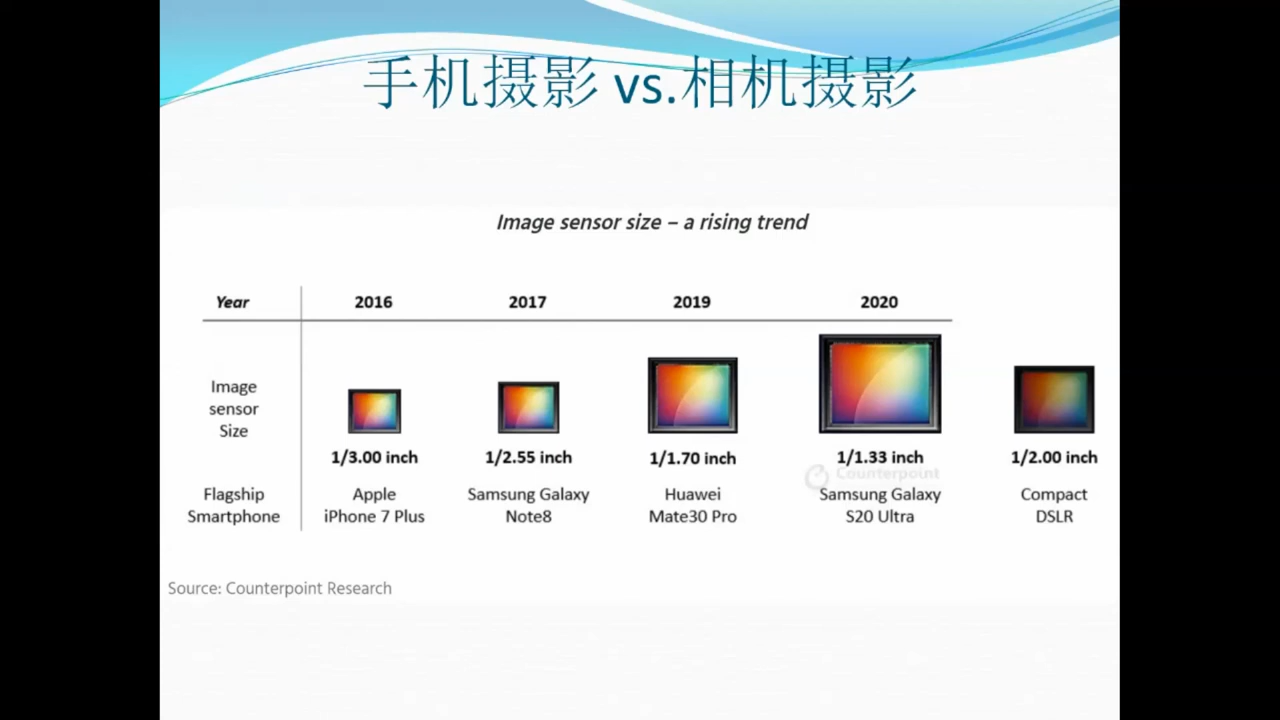 手机摄影 vs.相机摄影
Image sensor size – a rising trend
Year 2016 2017 2019 2020
Image
sensor
Size
1/3.00 inch 1/2.55 inch 1/1.70 inch 1/1.33 inch 1/2.00 inch
Counterpoint
Flagship
Smartphone
Apple
iPhone 7 Plus
Samsung Galaxy
Note8
Huawei
Mate30 Pro
Samsung Galaxy
S20 Ultra
Compact
DSLR
Source: Counterpoint Research